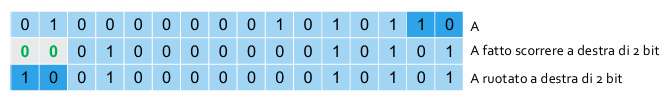 0 1 0 0 0 0 0 0 0 1 0 1 0 1 1 0 A
0 0 0 1 0 0 0 0 0 0 0 1 0 1 0 1 A fatto scorrere a destra di 2 bit
1 0 0 1 0 0 0 0 0 0 0 1 0 1 0 1 A ruotato a destra di 2 bit